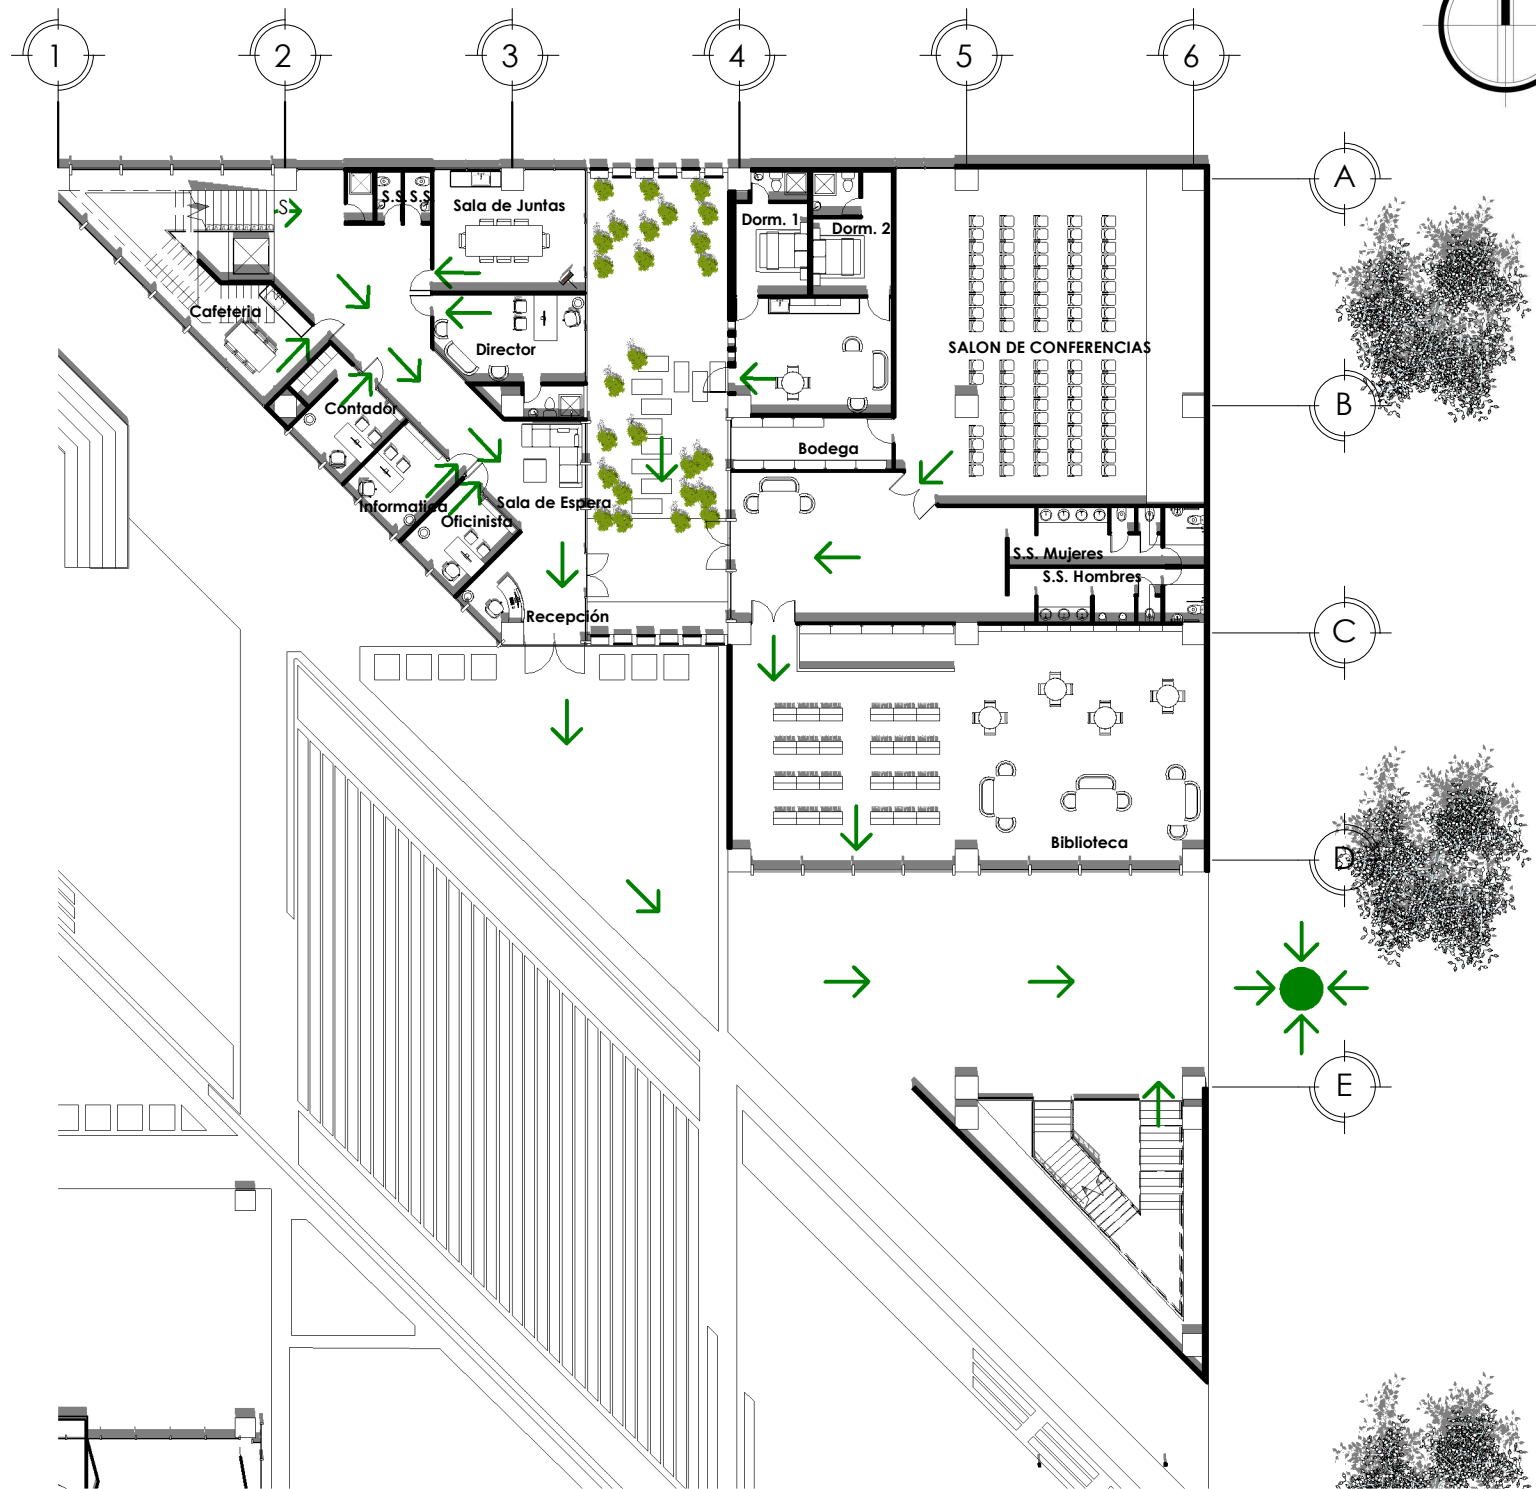 1 2 3 4 5 6
A
S.S. S.S.
S
Sala de Juntas
Dorm. 1
Dorm. 2
Cafeteria
Director
SALON DE CONFERENCIAS
B
Contador
Bodega
Sala de Espera
Informatica
Oficinista
S.S. Mujeres
S.S. Hombres
Recepción
C
Biblioteca
D
E